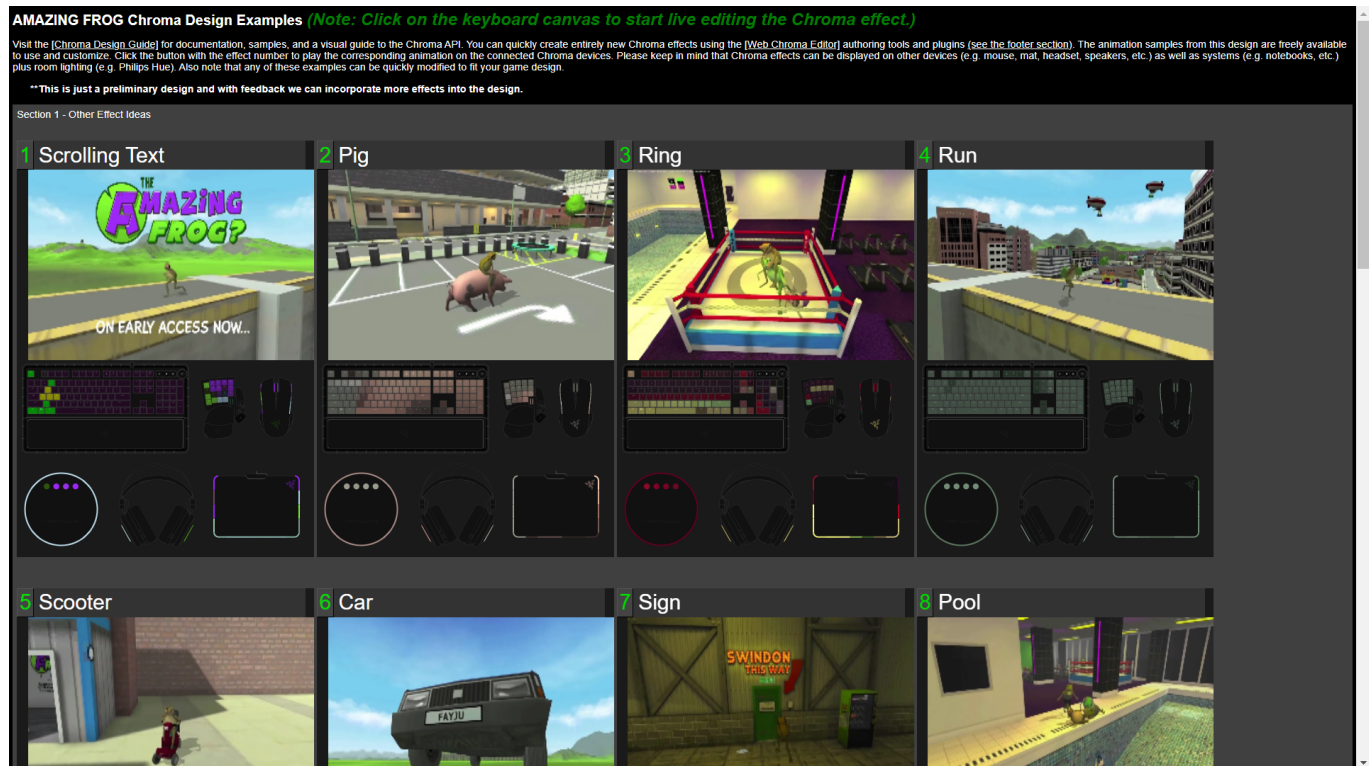 AMAZING FROG Chroma Design Examples (Note: Click on the keyboard canvas to start live editing the Chroma effect.)
Visit the [Chroma Design Guide] for documentation, samples, and a visual guide to the Chroma API. You can quickly create entirely new Chroma effects using the [Web Chroma Editor] authoring tools and plugins (see the footer section). The animation samples from this design are freely available
to use and customize. Click the button with the effect number to play the corresponding animation on the connected Chroma devices. Please keep in mind that Chroma effects can be displayed on other devices (e.g. mouse, mat, headset, speakers, etc.) as well as systems (e.g. notebooks, etc.)
plus room lighting (e.g. Philips Hue). Also note that any of these examples can be quickly modified to fit your game design.
**This is just a preliminary design and with feedback we can incorporate more effects into the design.
Section 1 - Other Effect Ideas
1 Scrolling Text
2 Pig
3 Ring
4 Run
THE
AMAZING
FROG?
ON EARLY ACCESS NOW...
5 Scooter
6 Car
7 Sign
8 Pool
FAYJU
SWINDON
THIS WAY